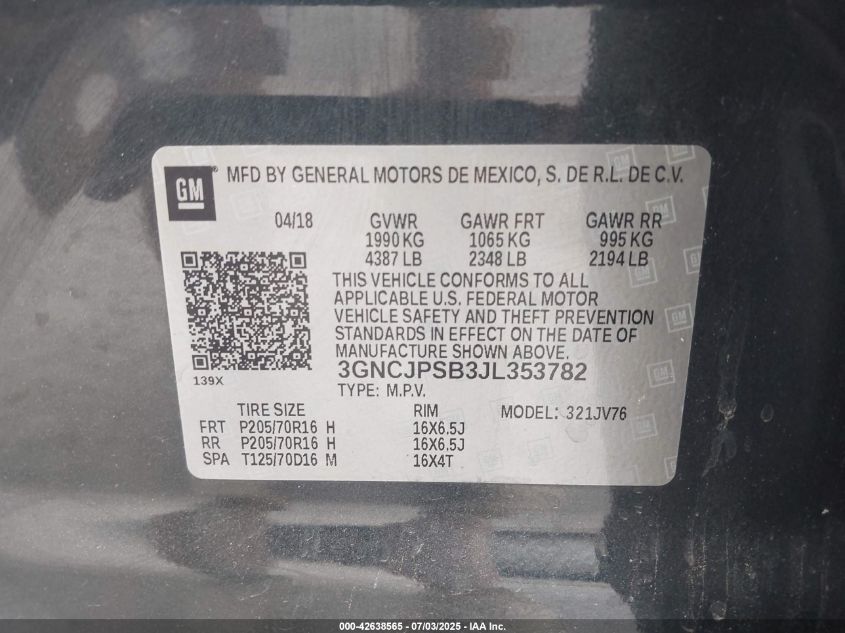 GM MFD BY GENERAL MOTORS DE MEXICO, S. DE R.L. DE C.V.
04/18 GVWR GAWR FRT GAWR RR
1990 KG 1065 KG 995 KG
4387 LB 2348 LB 2194 LB
THIS VEHICLE CONFORMS TO ALL
APPLICABLE U.S. FEDERAL MOTOR
VEHICLE SAFETY AND THEFT PREVENTION
STANDARDS IN EFFECT ON THE DATE OF
MANUFACTURE SHOWN ABOVE.
3GNCJPSB3JL353782
139X
TYPE: M.P.V.
TIRE SIZE RIM MODEL: 321JV76
FRT P205/70R16 H 16X6.5J
RR P205/70R16 H 16X6.5J
SPA T125/70D16 M 16X4T
000-42638565 - 07/03/2025 - IAA Inc.